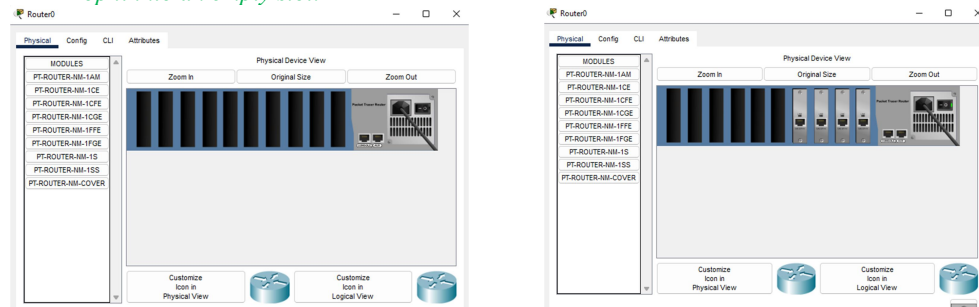 Router0
Physical Config CLI Attributes
MODULES
PT-ROUTER-NM-1AM
PT-ROUTER-NM-1CE
PT-ROUTER-NM-1CFE
PT-ROUTER-NM-1CGE
PT-ROUTER-NM-1FFE
PT-ROUTER-NM-1FGE
PT-ROUTER-NM-1S
PT-ROUTER-NM-1SS
PT-ROUTER-NM-COVER
Physical Device View
Zoom In Original Size Zoom Out
Customize
Icon in
Physical View
Customize
Icon in
Logical View
Router0
Physical Config CLI Attributes
MODULES
PT-ROUTER-NM-1AM
PT-ROUTER-NM-1CE
PT-ROUTER-NM-1CFE
PT-ROUTER-NM-1CGE
PT-ROUTER-NM-1FFE
PT-ROUTER-NM-1FGE
PT-ROUTER-NM-1S
PT-ROUTER-NM-1SS
PT-ROUTER-NM-COVER
Physical Device View
Zoom In Original Size Zoom Out
Customize
Icon in
Physical View
Customize
Icon in
Logical View